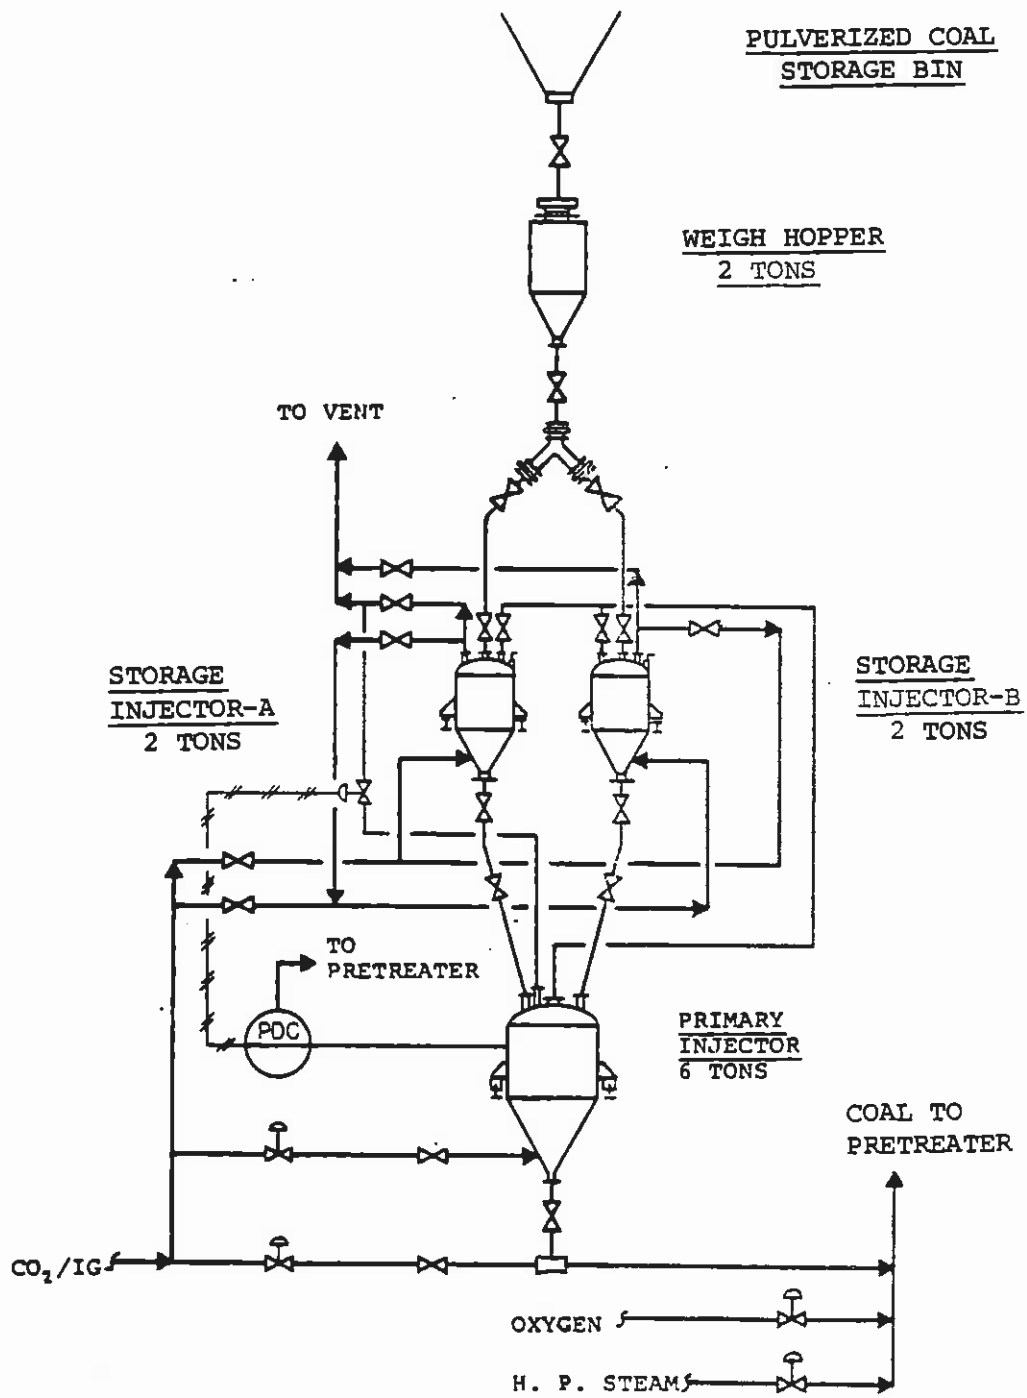 PULVERIZED COAL
STORAGE BIN
WEIGH HOPPER
2 TONS
TO VENT
STORAGE
INJECTOR-A
2 TONS
STORAGE
INJECTOR-B
2 TONS
TO
PRETREATER
PDC
PRIMARY
INJECTOR
6 TONS
COAL TO
PRETREATER
CO₂/IG
OXYGEN
H. P. STEAM